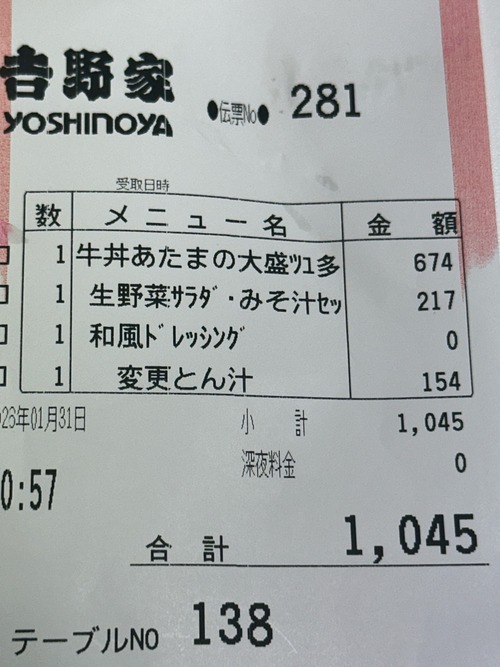 吉野家
YOSHINOYA
●伝票No● 281
受取日時
数 メニュー名 金額
1 牛丼あたまの大盛ﾂﾕ多 674
1 生野菜ｻﾗﾀﾞ・みそ汁ｾｯ 217
1 和風ﾄﾞﾚｯｼﾝｸﾞ 0
1 変更とん汁 154
26年01月31日
小計 1,045
深夜料金 0
0:57
合計 1,045
テーブルNO 138